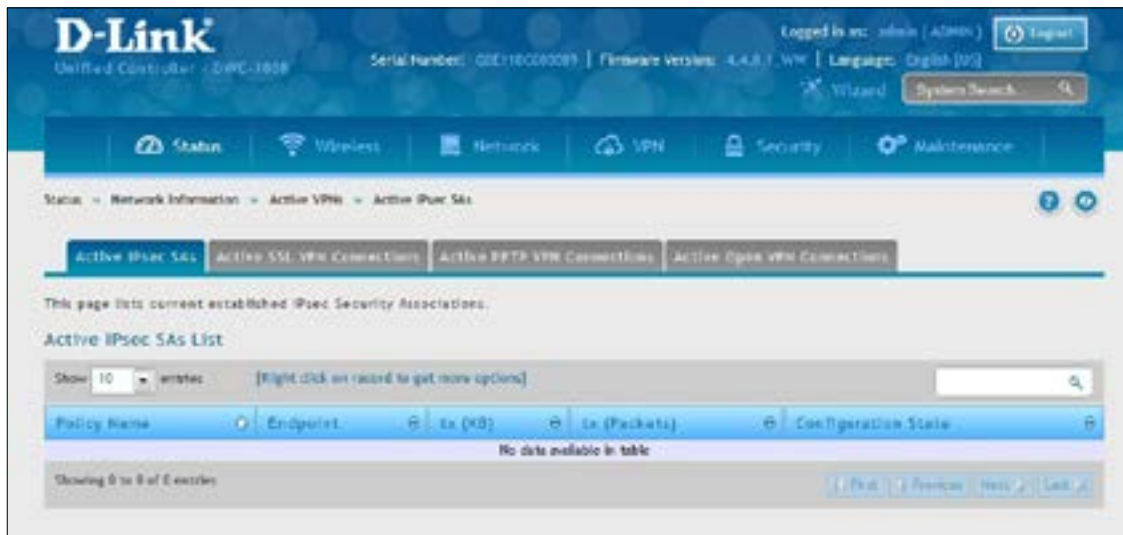 D-Link
Logged in as: admin ( ADMIN )
Logout
Unified Controller - DWC-1000
Serial Number: | Firmware Version: | Language: English [US]
Wizard
System Search
Status
Wireless
Network
VPN
Security
Maintenance
Status » Network Information » Active VPNs » Active IPsec SAs
Active IPsec SAs
Active SSL VPN Connections
Active PPTP VPN Connections
Active Open VPN Connections
This page lists current established IPsec Security Associations.
Active IPsec SAs List
Show 10 entries
[Right click on record to get more options]
Policy Name
Endpoint
tx (KB)
tx (Packets)
Configuration State
No data available in table
Showing 0 to 0 of 0 entries
First
Previous
Next
Last